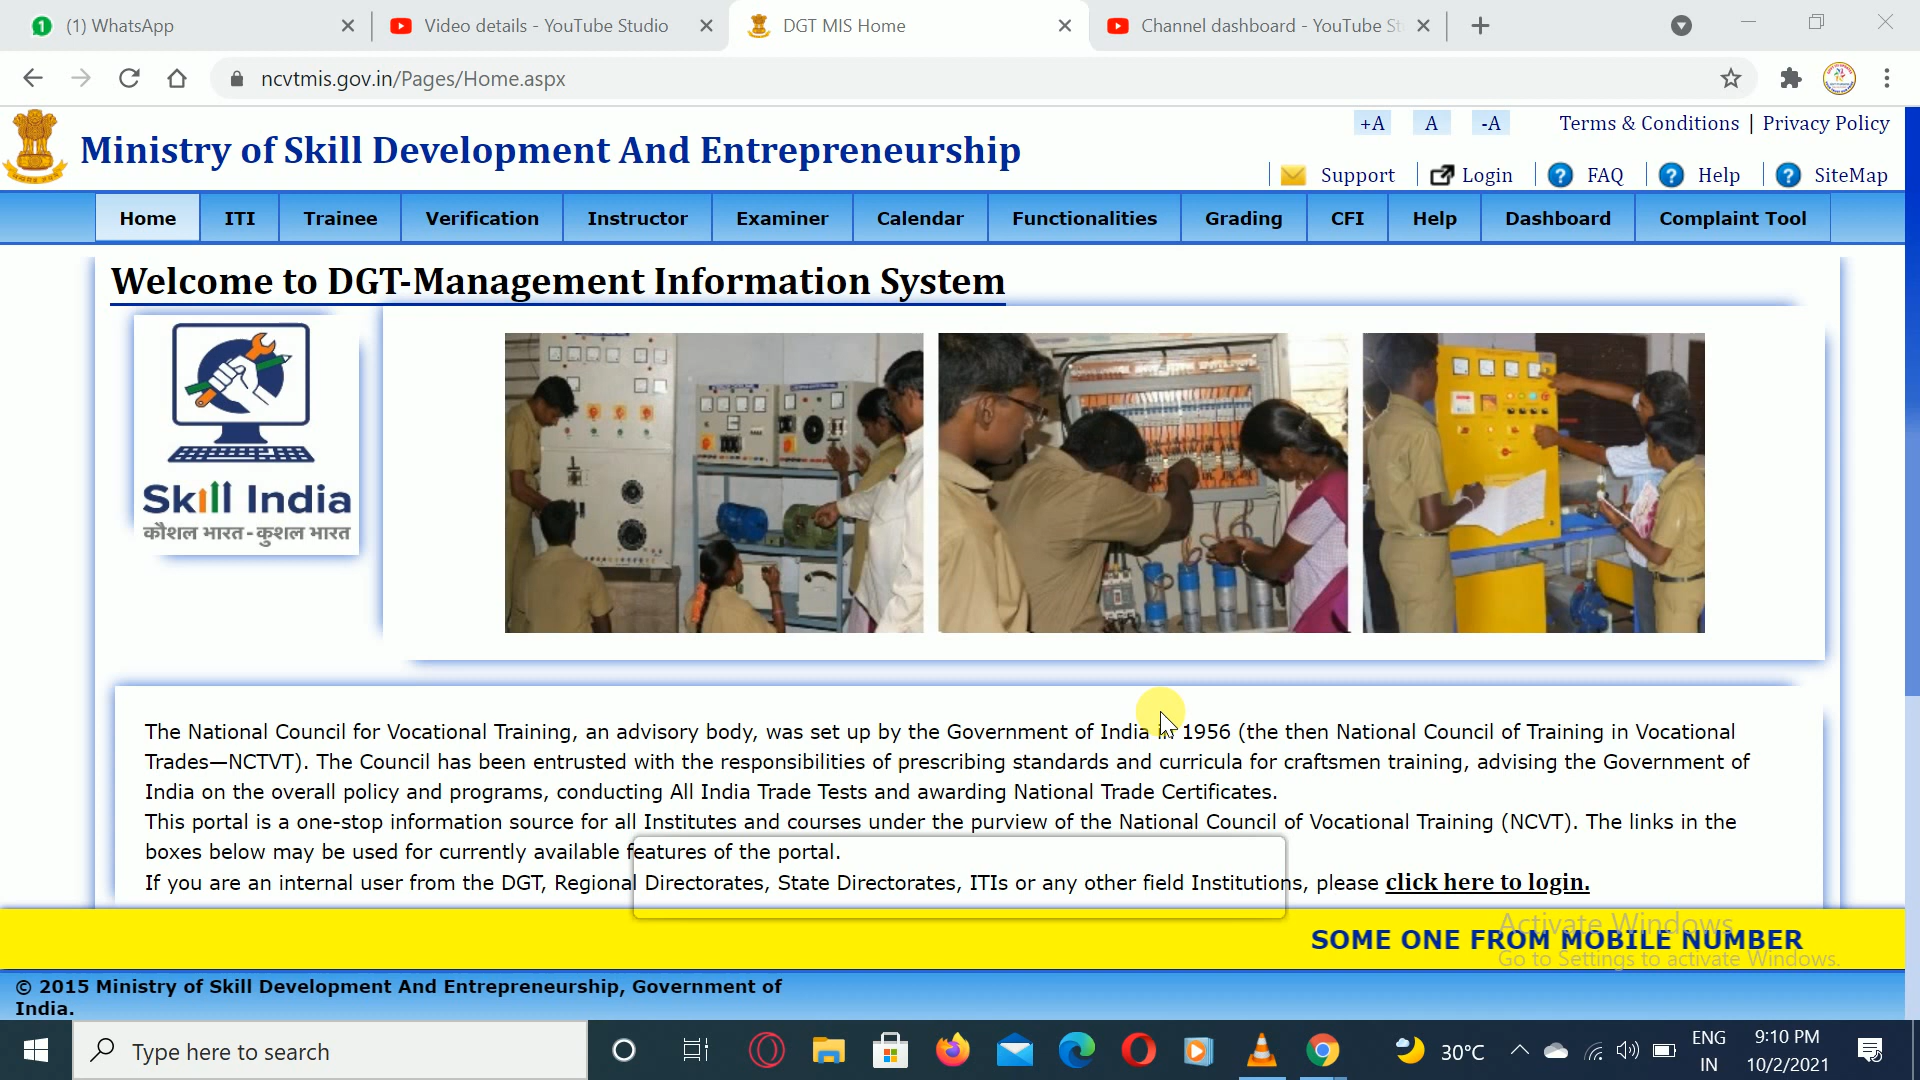 (1) WhatsApp
Video details - YouTube Studio
DGT MIS Home
Channel dashboard - YouTube St
ncvtmis.gov.in/Pages/Home.aspx
+A A -A Terms & Conditions | Privacy Policy
Ministry of Skill Development And Entrepreneurship
Support Login FAQ Help SiteMap
Home ITI Trainee Verification Instructor Examiner Calendar Functionalities Grading CFI Help Dashboard Complaint Tool
Welcome to DGT-Management Information System
Skill India
कौशल भारत - कुशल भारत
The National Council for Vocational Training, an advisory body, was set up by the Government of India in 1956 (the then National Council of Training in Vocational
Trades—NCTVT). The Council has been entrusted with the responsibilities of prescribing standards and curricula for craftsmen training, advising the Government of
India on the overall policy and programs, conducting All India Trade Tests and awarding National Trade Certificates.
This portal is a one-stop information source for all Institutes and courses under the purview of the National Council of Vocational Training (NCVT). The links in the
boxes below may be used for currently available features of the portal.
If you are an internal user from the DGT, Regional Directorates, State Directorates, ITIs or any other field Institutions, please click here to login.
SOME ONE FROM MOBILE NUMBER
Activate Windows
Go to Settings to activate Windows.
© 2015 Ministry of Skill Development And Entrepreneurship, Government of
India.
Type here to search
30°C
ENG
IN
9:10 PM
10/2/2021